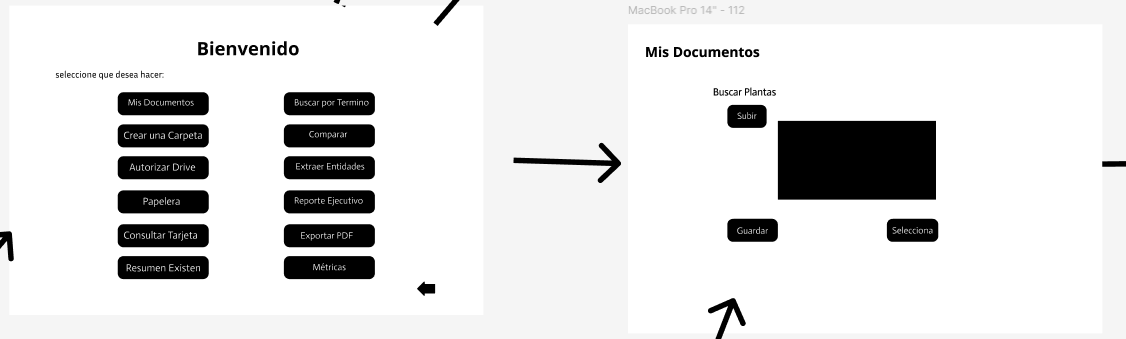 MacBook Pro 14" - 112
Bienvenido
seleccione que desea hacer:
Mis Documentos
Buscar por Termino
Crear una Carpeta
Comparar
Autorizar Drive
Extraer Entidades
Papelera
Reporte Ejecutivo
Consultar Tarjeta
Exportar PDF
Resumen Existen
Métricas
Mis Documentos
Buscar Plantas
Subir
Guardar
Selecciona